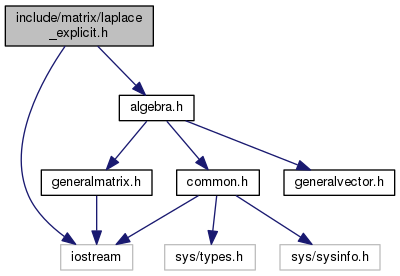 include/matrix/laplace
_explicit.h
algebra.h
generalmatrix.h
common.h
generalvector.h
iostream
sys/types.h
sys/sysinfo.h